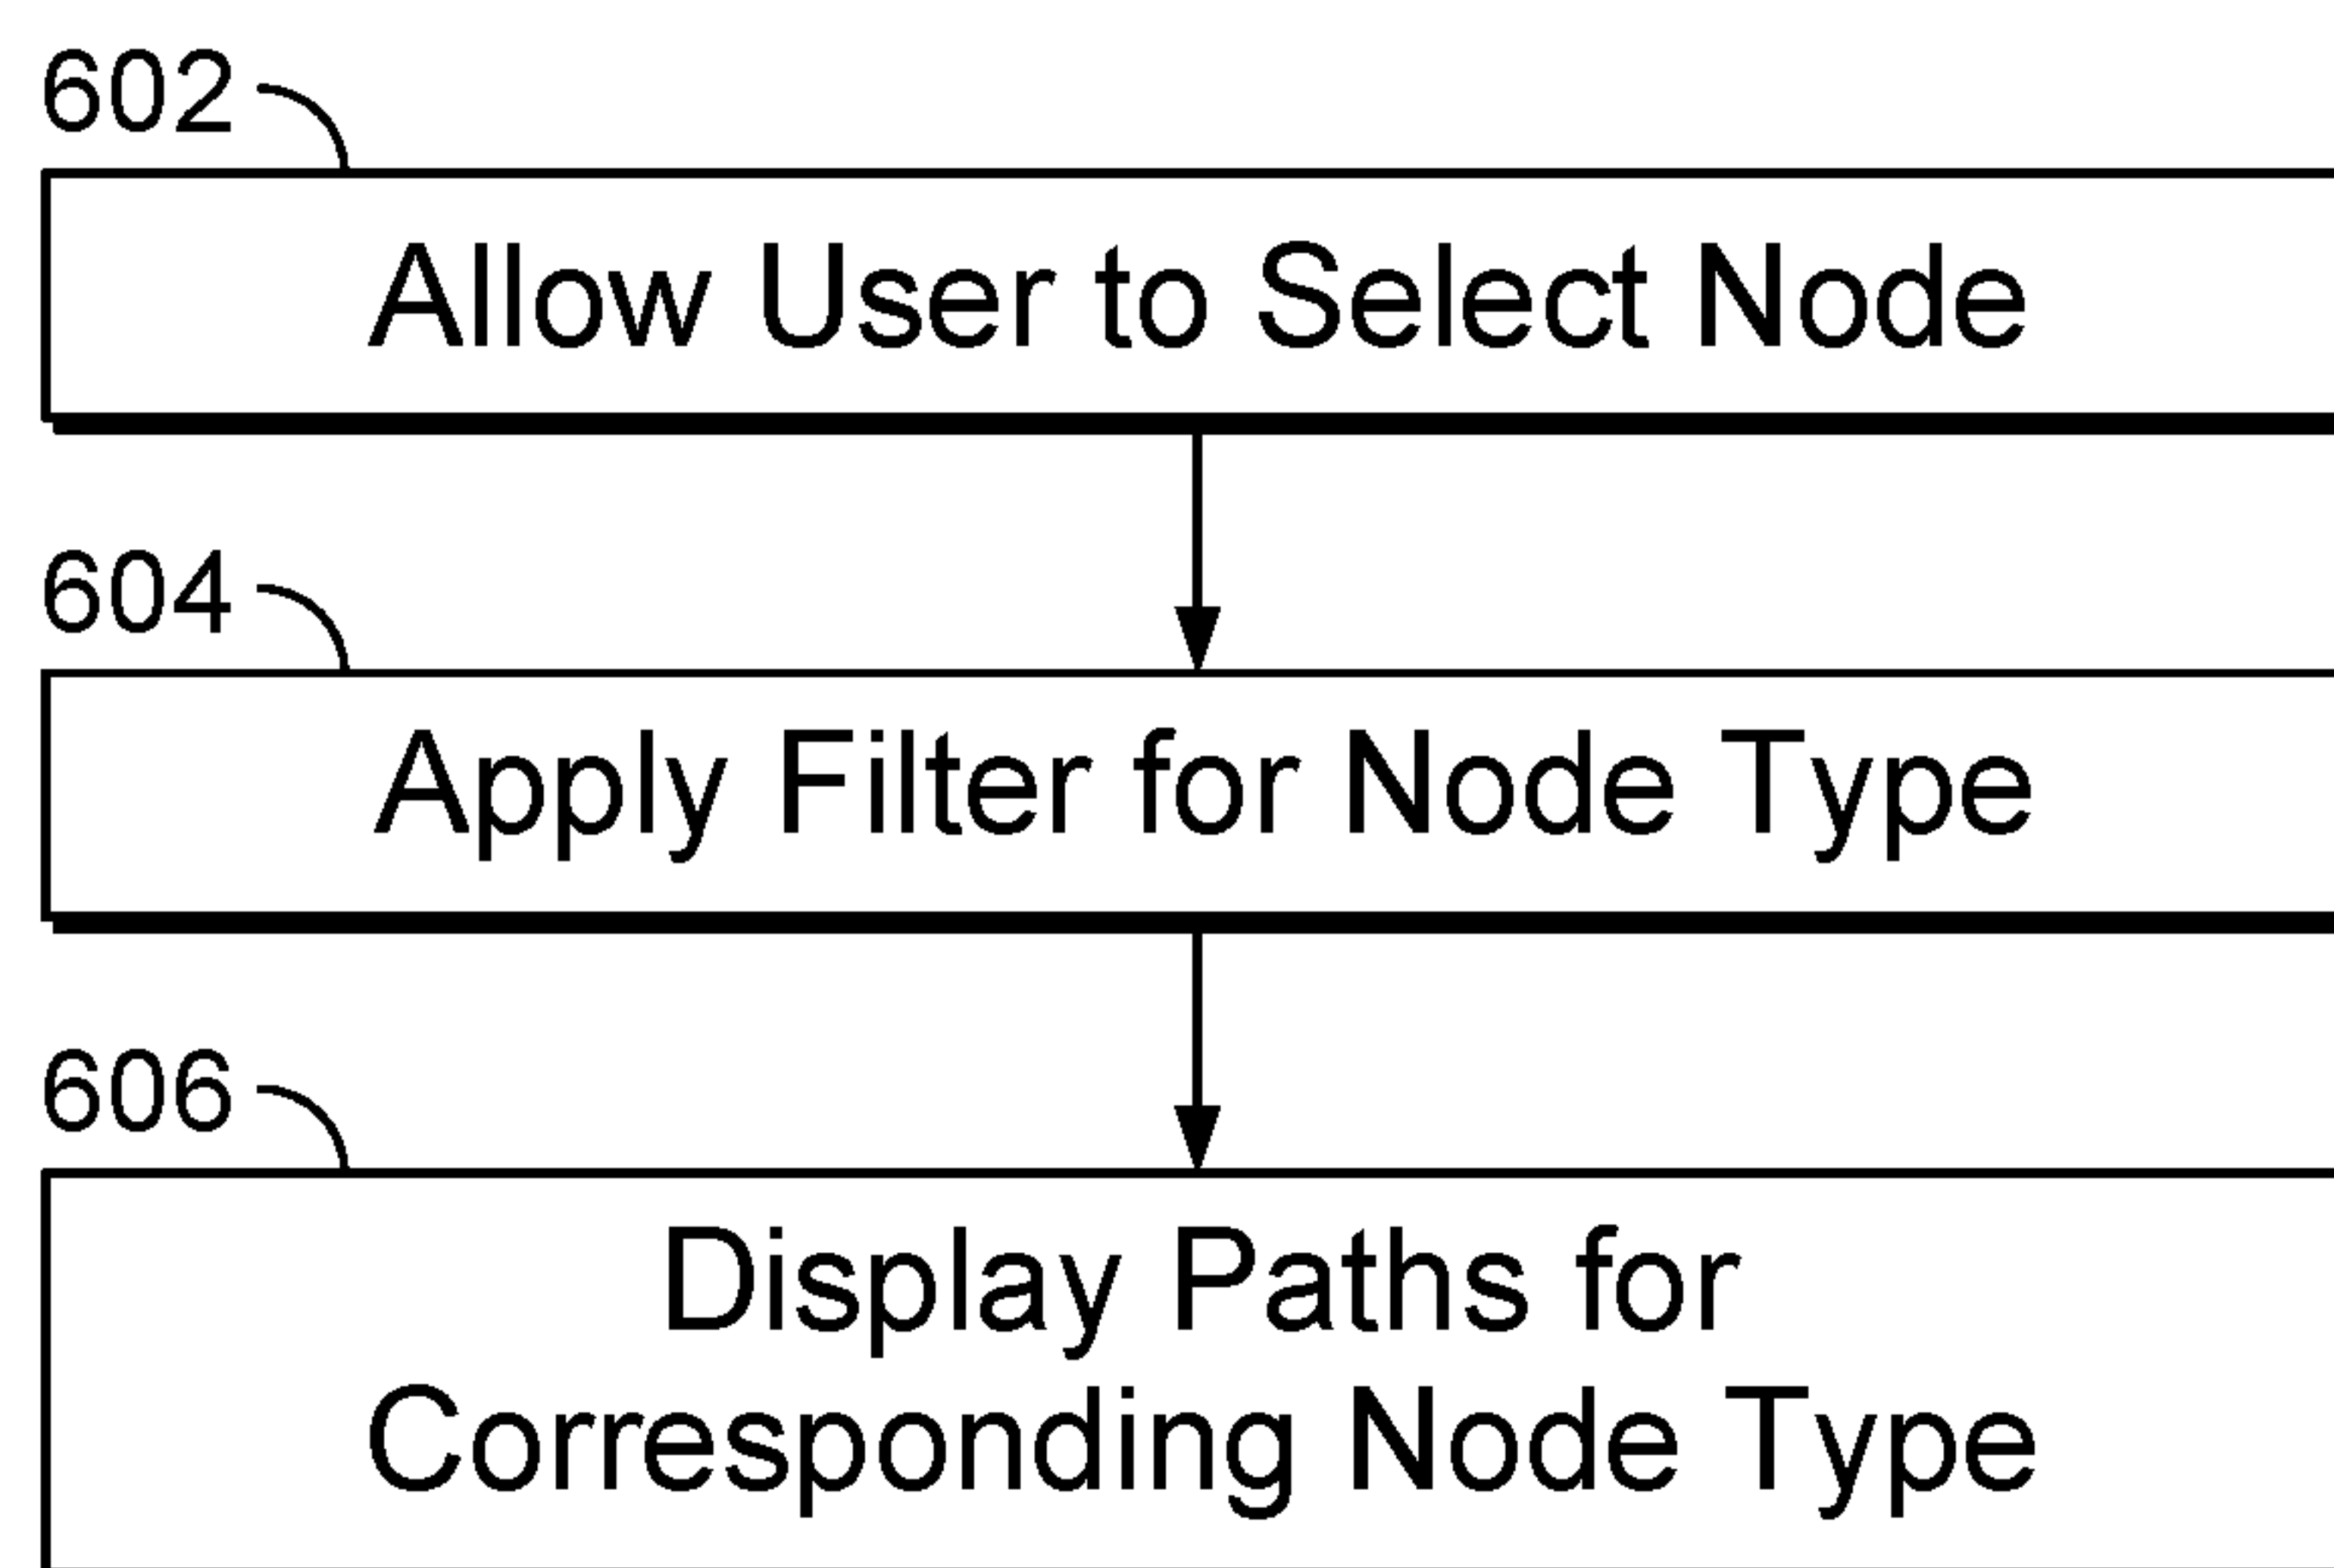 602
Allow User to Select Node
604
Apply Filter for Node Type
606
Display Paths for
Corresponding Node Type